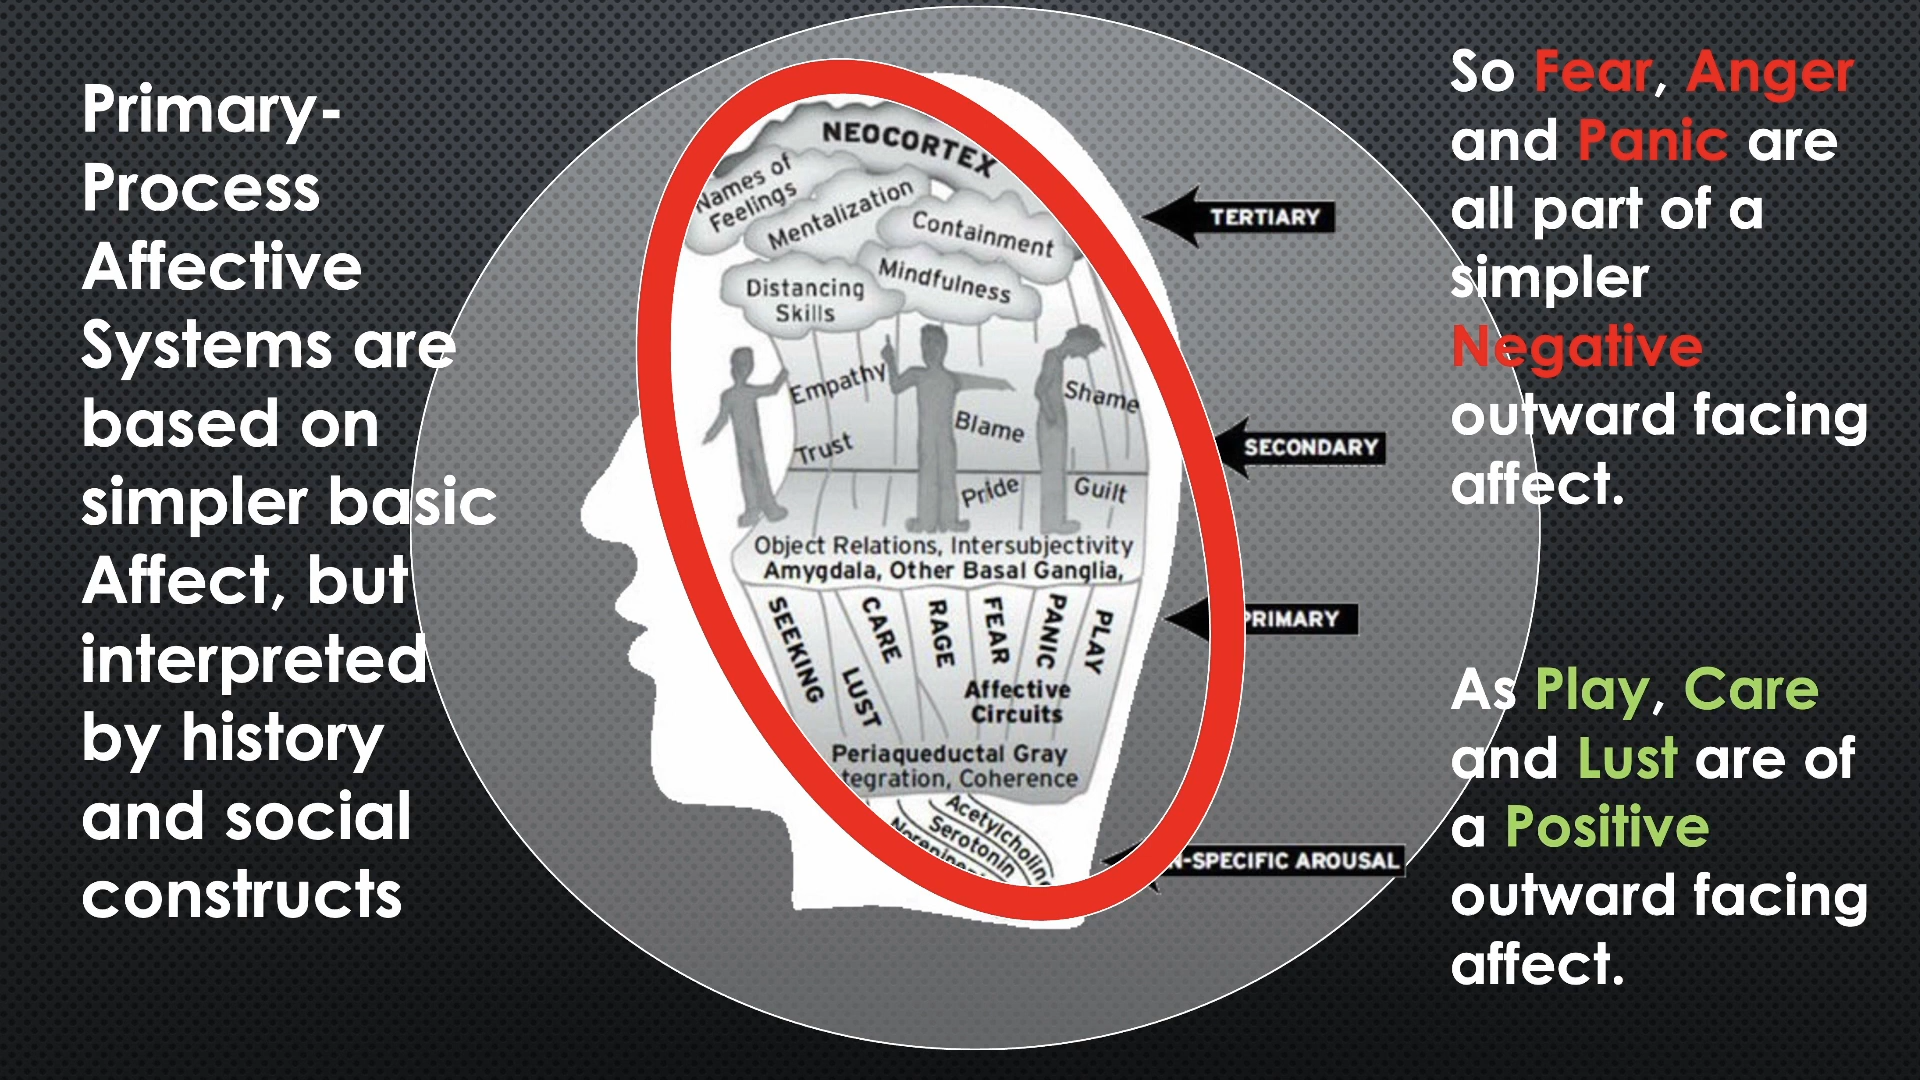 Primary-
Process
Affective
Systems are
based on
simpler basic
Affect, but
interpreted
by history
and social
constructs
NEOCORTEX
Names of
Feelings
Mentalization
Containment
Distancing
Skills
Mindfulness
Empathy
Trust
Blame
Shame
Pride
Guilt
Object Relations, Intersubjectivity
Amygdala, Other Basal Ganglia,
SEEKING
LUST
CARE
RAGE
FEAR
PANIC
PLAY
Affective
Circuits
Periaqueductal Gray
tegration, Coherence
Acetylcholine
Serotonin
TERTIARY
SECONDARY
PRIMARY
N-SPECIFIC AROUSAL
So Fear, Anger
and Panic are
all part of a
simpler
Negative
outward facing
affect.
As Play, Care
and Lust are of
a Positive
outward facing
affect.